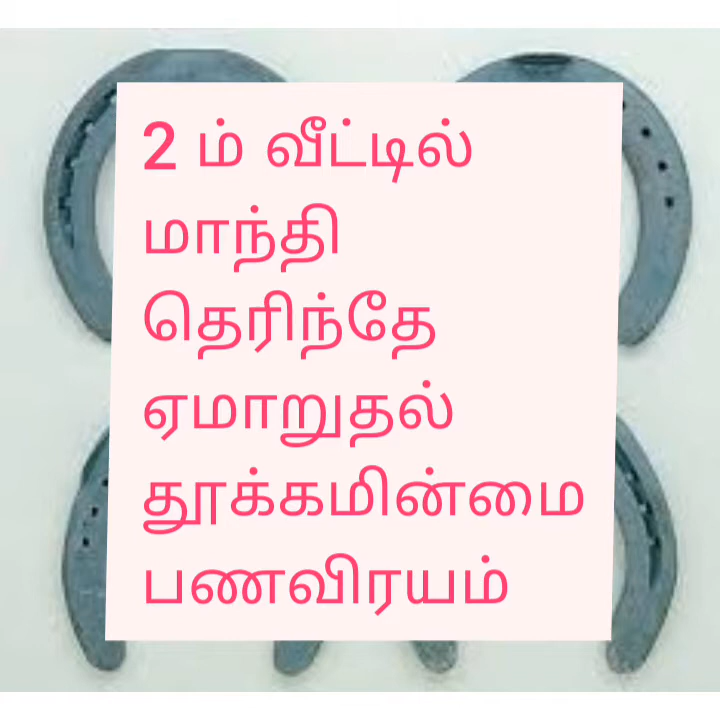 2 ம் வீட்டில்
மாந்தி
தெரிந்தே
ஏமாறுதல்
தூக்கமின்மை
பணவிரயம்